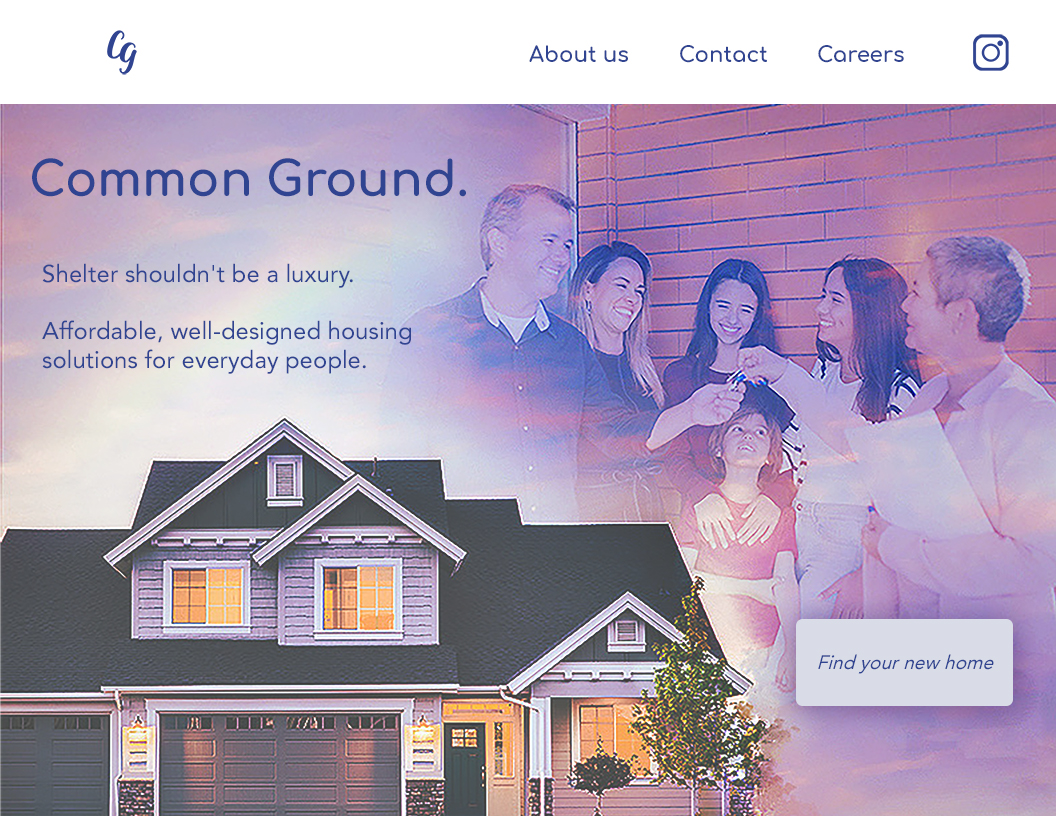 Cg
About us
Contact
Careers
Common Ground.
Shelter shouldn't be a luxury.
Affordable, well-designed housing
solutions for everyday people.
Find your new home